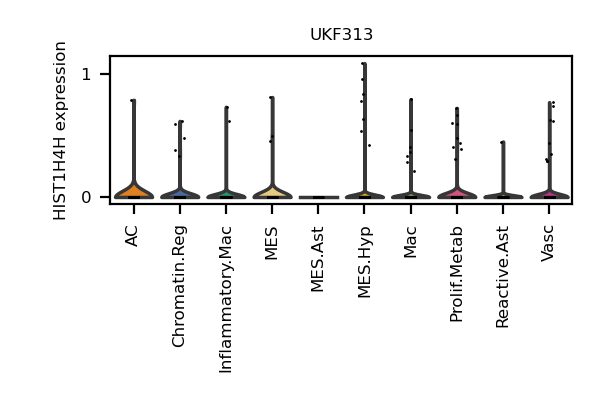 UKF313
HIST1H4H expression
1
0
AC
Chromatin.Reg
Inflammatory.Mac
MES
MES.Ast
MES.Hyp
Mac
Prolif.Metab
Reactive.Ast
Vasc